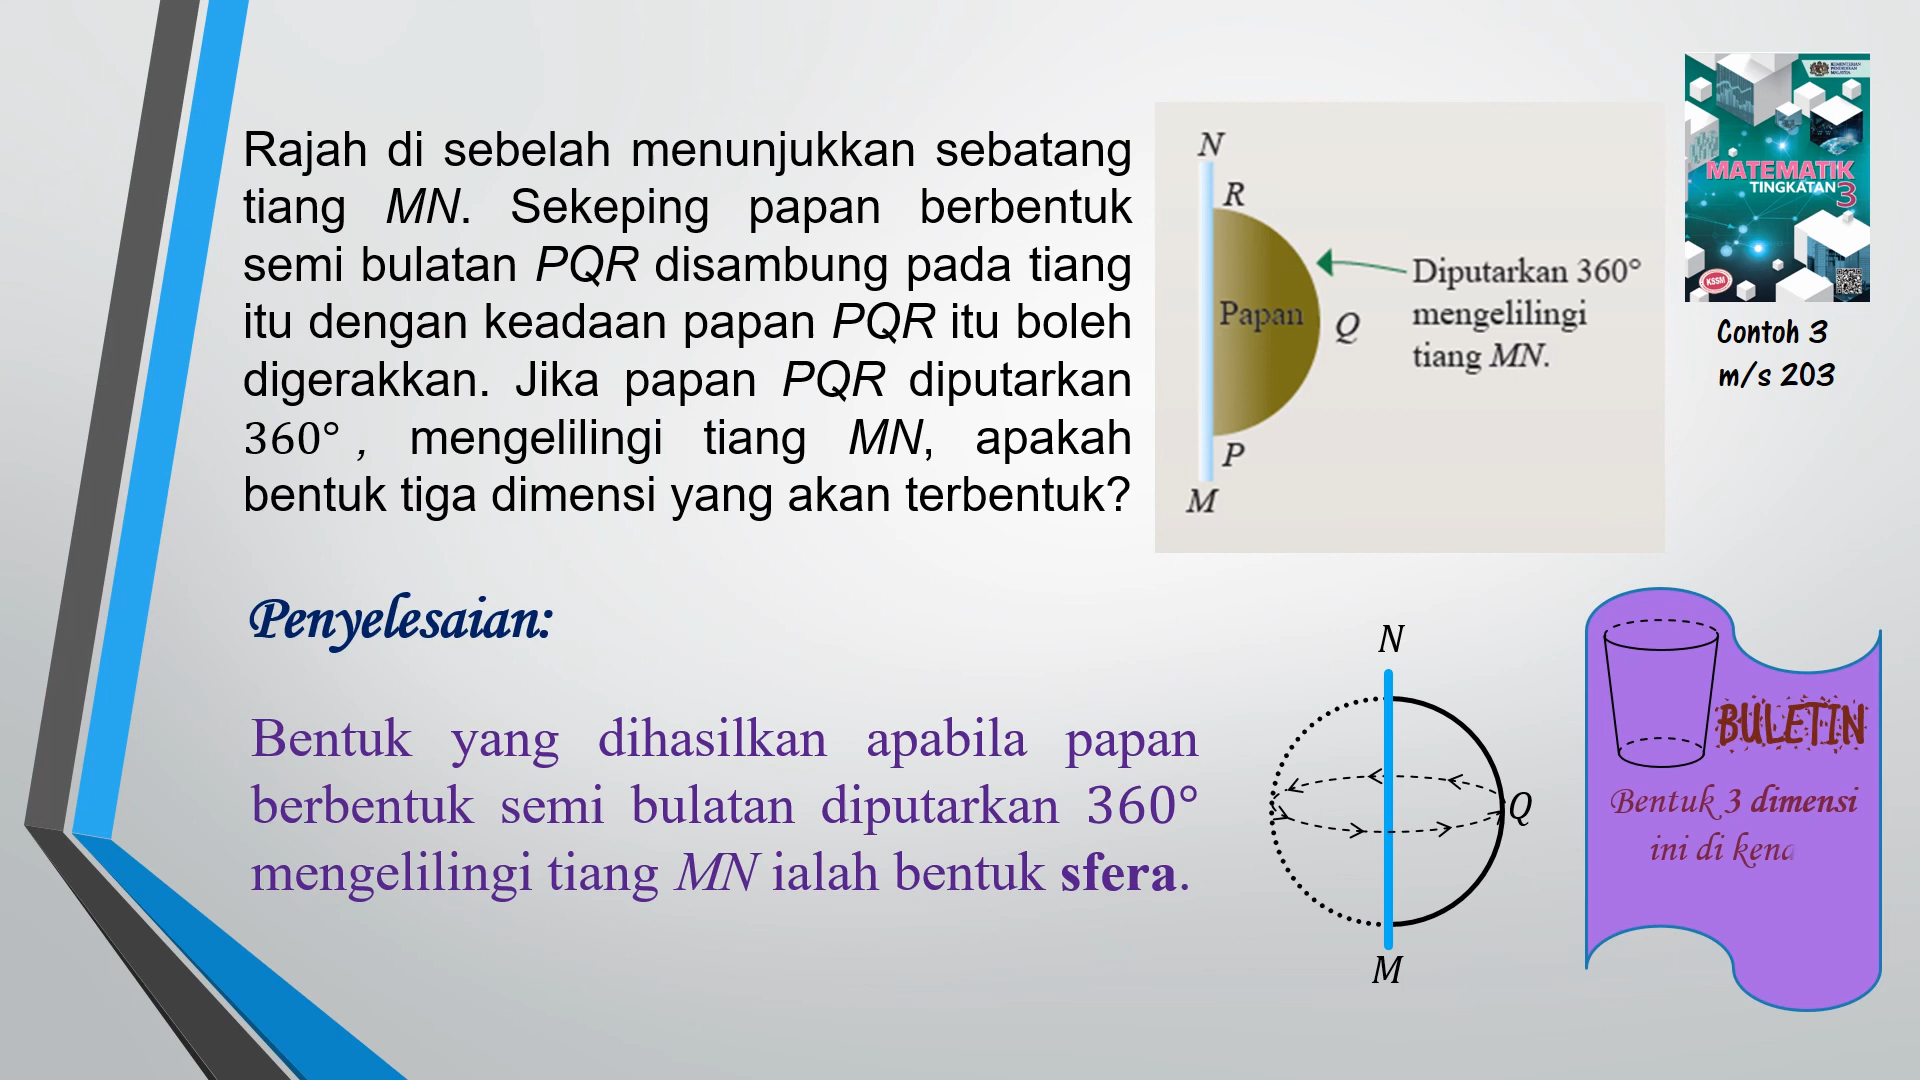 Rajah di sebelah menunjukkan sebatang
tiang MN. Sekeping papan berbentuk
semi bulatan PQR disambung pada tiang
itu dengan keadaan papan PQR itu boleh
digerakkan. Jika papan PQR diputarkan
360° , mengelilingi tiang MN, apakah
bentuk tiga dimensi yang akan terbentuk?
N
R
Papan
Q
P
M
Diputarkan 360°
mengelilingi
tiang MN.
MATEMATIK
TINGKATAN 3
KSSM
Contoh 3
m/s 203
Penyelesaian:
Bentuk yang dihasilkan apabila papan
berbentuk semi bulatan diputarkan 360°
mengelilingi tiang MN ialah bentuk sfera.
N
Q
M
BULETIN
Bentuk 3 dimensi
ini di kena